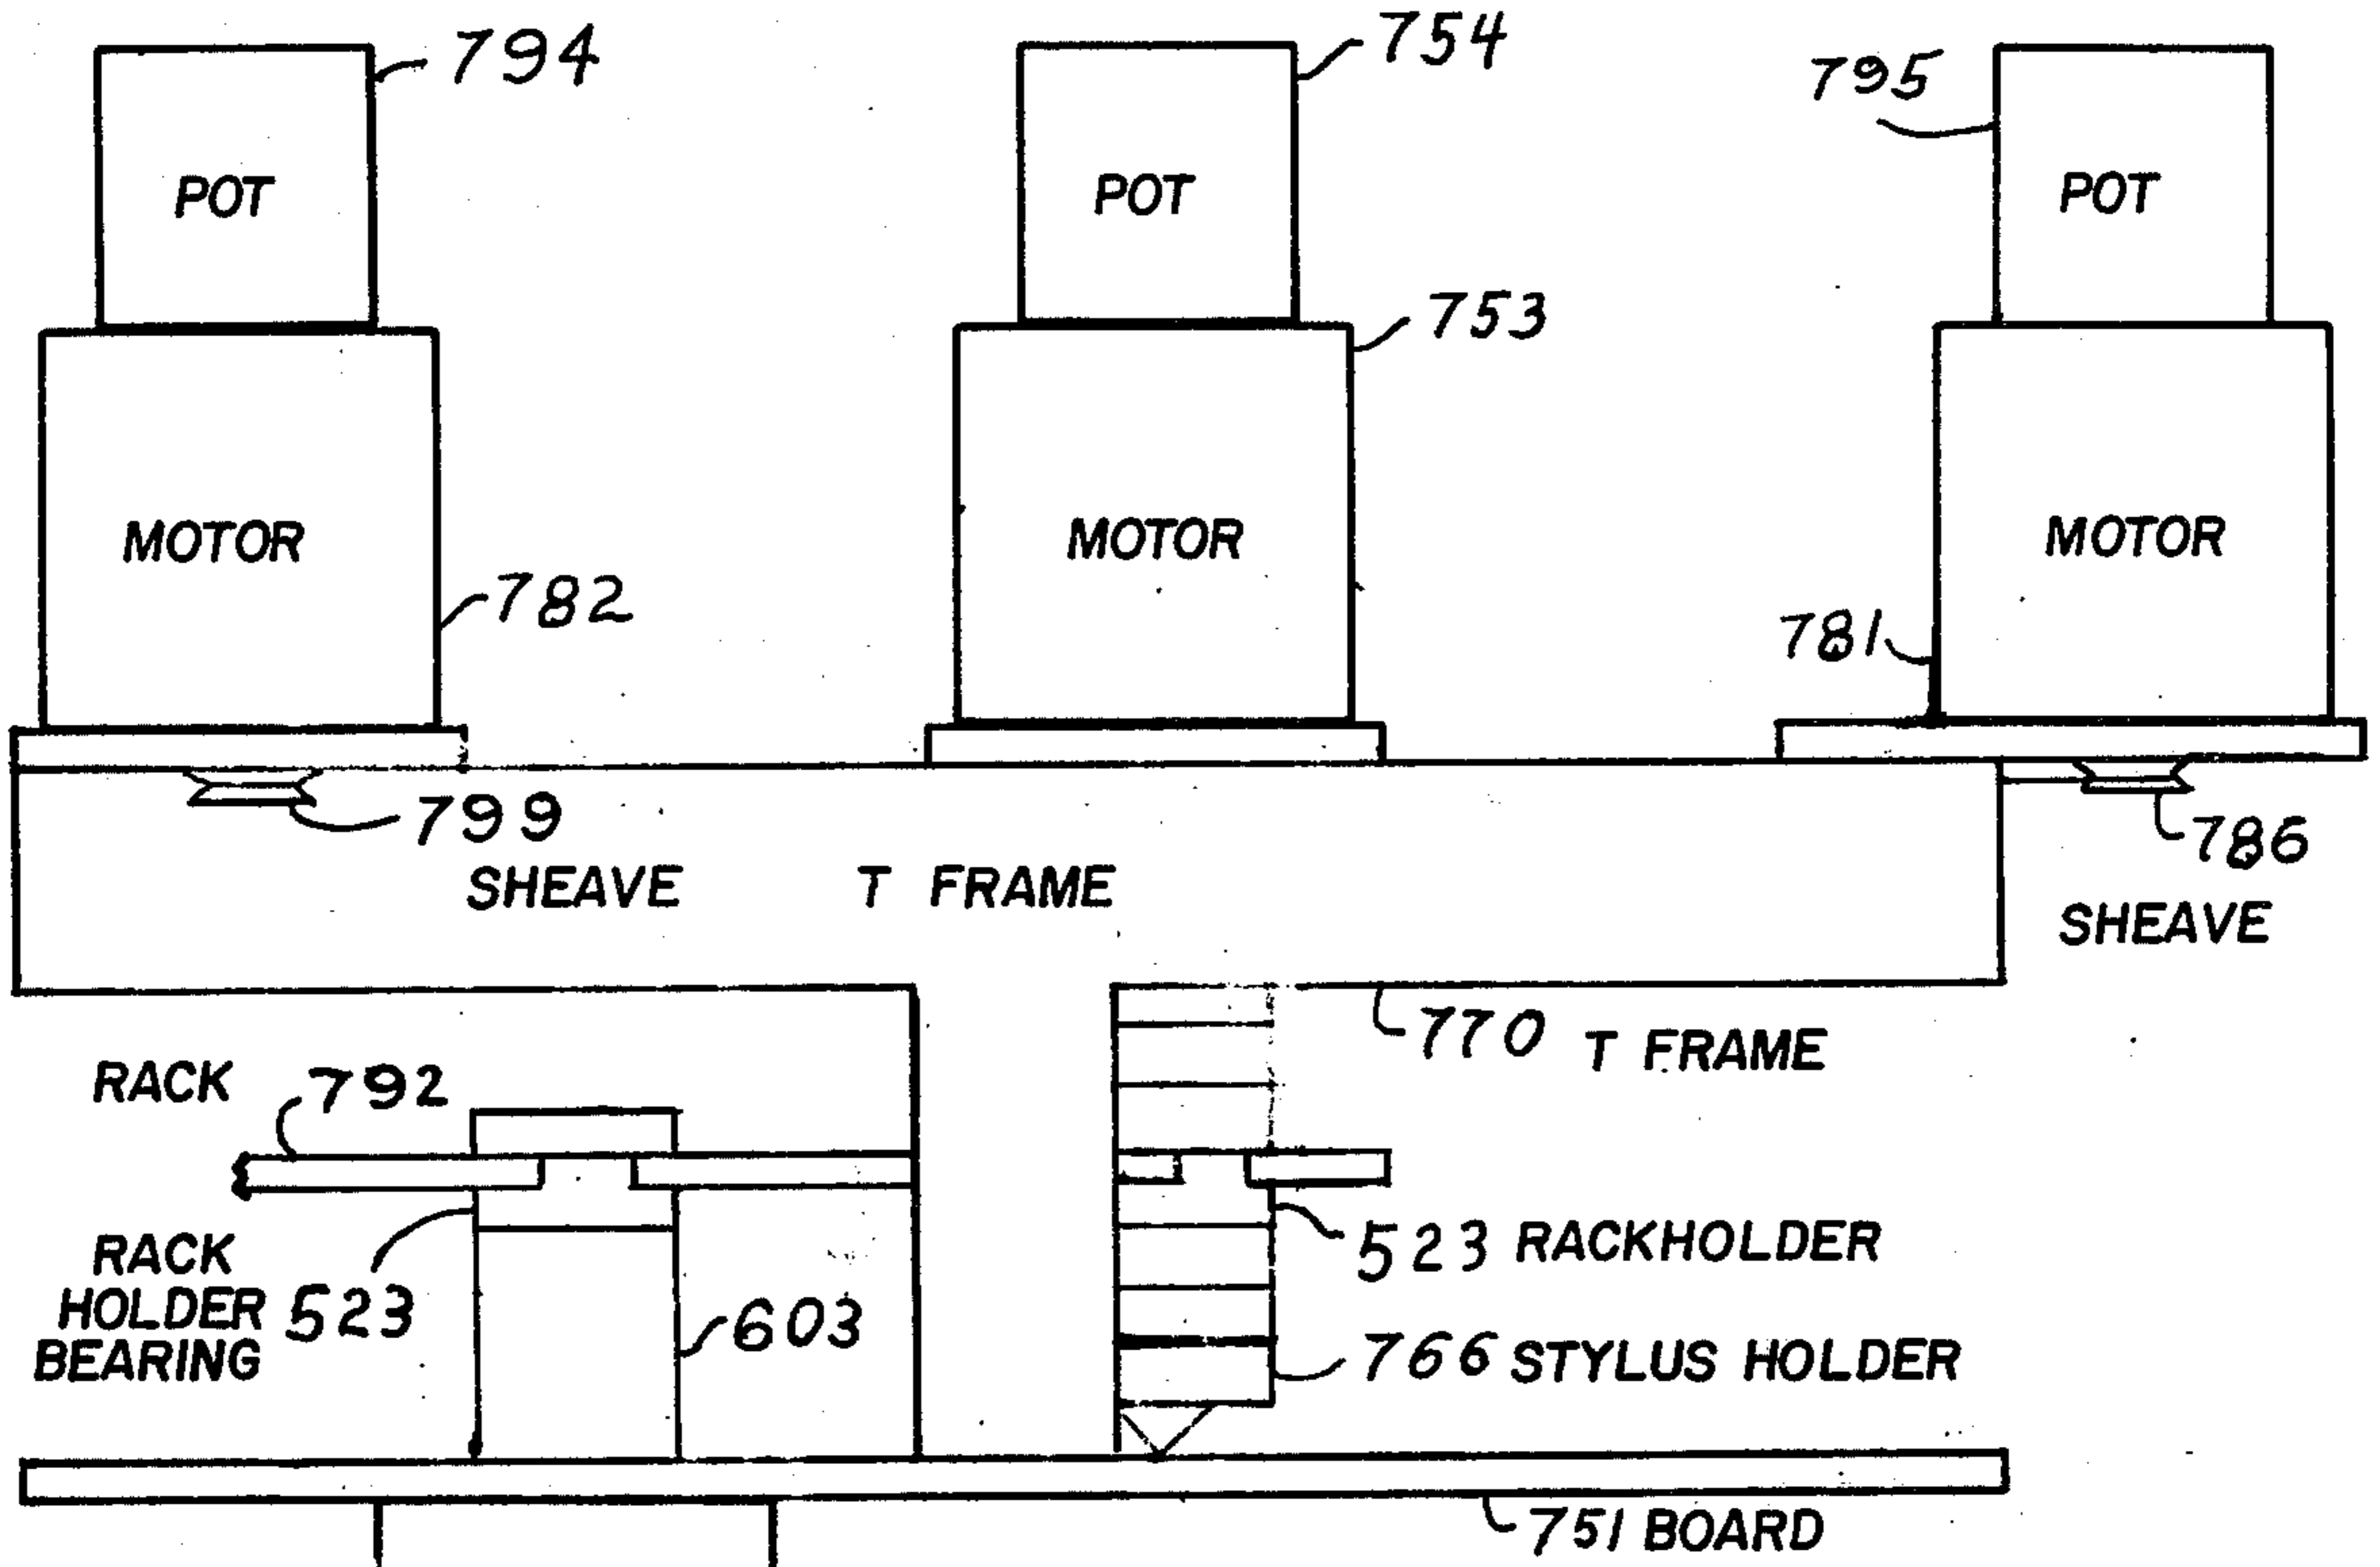 794
754
795
POT
POT
POT
753
MOTOR
MOTOR
MOTOR
782
781
799
786
SHEAVE
T FRAME
SHEAVE
770 T FRAME
RACK 792
RACK
HOLDER 523
BEARING
603
523 RACKHOLDER
766 STYLUS HOLDER
751 BOARD